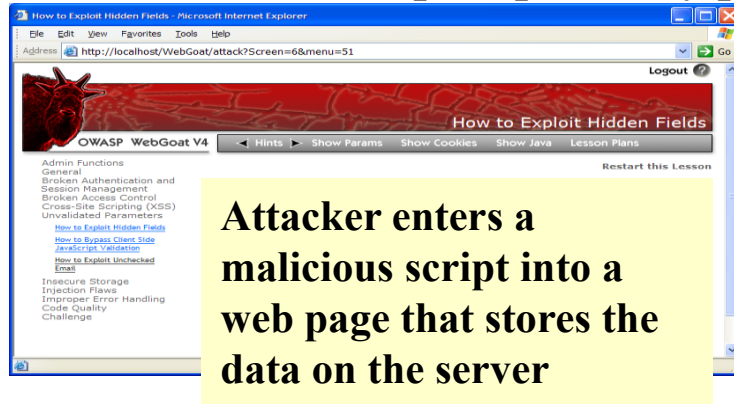 How to Exploit Hidden Fields - Microsoft Internet Explorer
File Edit View Favorites Tools Help
Address http://localhost/WebGoat/attack?Screen=6&menu=51 Go
Logout ?
How to Exploit Hidden Fields
OWASP WebGoat V4 Hints Show Params Show Cookies Show Java Lesson Plans
Restart this Lesson
Admin Functions
General
Broken Authentication and
Session Management
Broken Access Control
Cross-Site Scripting (XSS)
Unvalidated Parameters
How to Exploit Hidden Fields
How to Bypass Client Side
JavaScript Validation
How to Exploit Unchecked
Email
Insecure Storage
Injection Flaws
Improper Error Handling
Code Quality
Challenge
Attacker enters a
malicious script into a
web page that stores the
data on the server